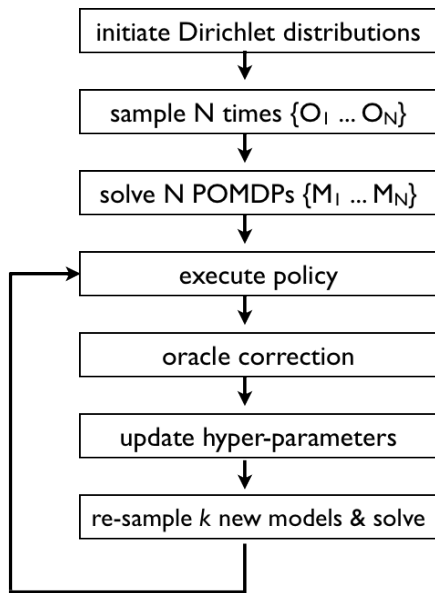 initiate Dirichlet distributions
sample N times {O₁ ... Oₙ}
solve N POMDPs {M₁ ... Mₙ}
execute policy
oracle correction
update hyper-parameters
re-sample k new models & solve